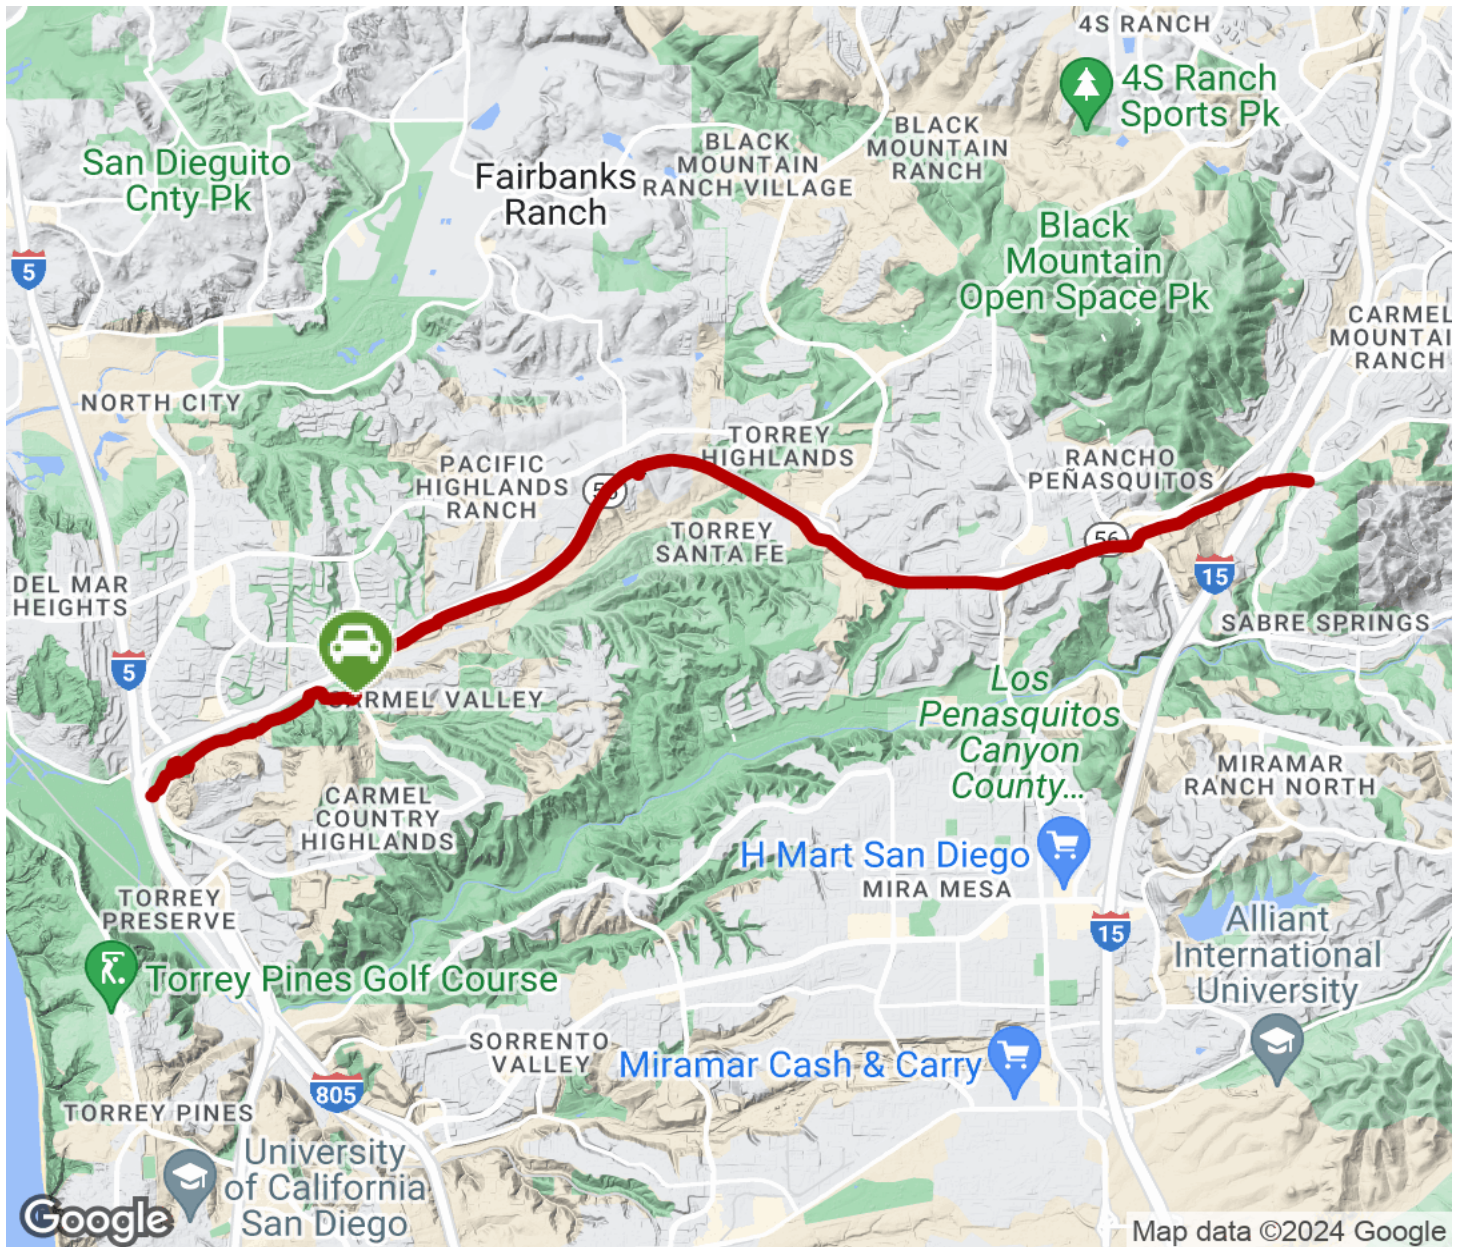 4S RANCH
4S Ranch
Sports Pk
San Dieguito
Cnty Pk
Fairbanks
Ranch
BLACK
MOUNTAIN
RANCH VILLAGE
BLACK
MOUNTAIN
RANCH
Black
Mountain
Open Space Pk
5
CARMEL
MOUNTAI
RANCH
NORTH CITY
PACIFIC
HIGHLANDS
RANCH
TORREY
HIGHLANDS
RANCHO
PEÑASQUITOS
TORREY
SANTA FE
56
15
DEL MAR
HEIGHTS
5
SABRE SPRINGS
CARMEL VALLEY
Los
Penasquitos
Canyon
County...
MIRAMAR
RANCH NORTH
CARMEL
COUNTRY
HIGHLANDS
H Mart San Diego
MIRA MESA
TORREY
PRESERVE
15
Alliant
International
University
Torrey Pines Golf Course
SORRENTO
VALLEY
Miramar Cash & Carry
805
TORREY PINES
University
of California
San Diego
Google
Map data ©2024 Google